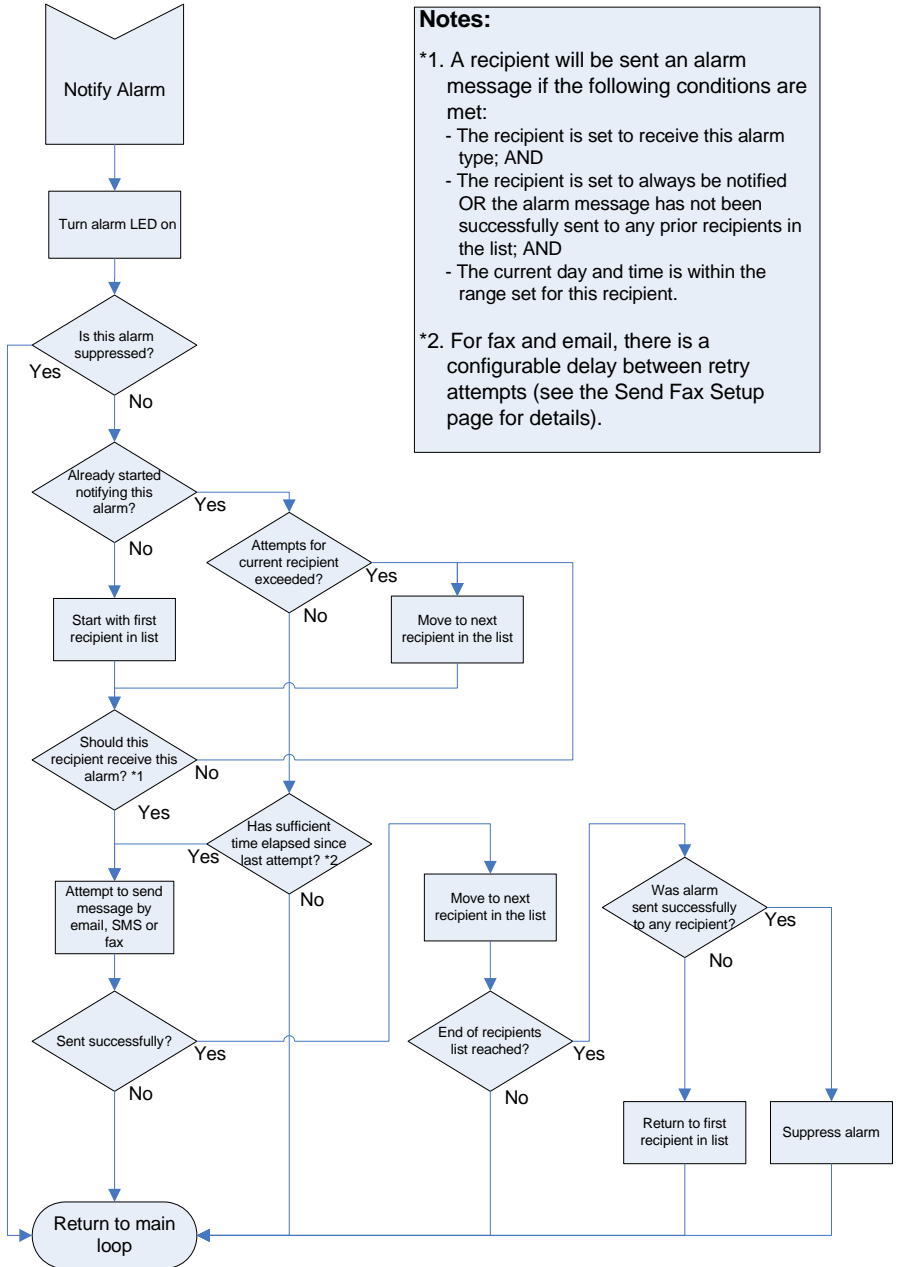 Notify Alarm
Turn alarm LED on
Is this alarm
suppressed?
Yes
No
Already started
notifying this
alarm?
Yes
No
Attempts for
current recipient
exceeded?
Yes
No
Start with first
recipient in list
Move to next
recipient in the list
Should this
recipient receive this
alarm? *1
No
Yes
Has sufficient
time elapsed since
last attempt? *2
Yes
No
Attempt to send
message by
email, SMS or
fax
Sent successfully?
Yes
No
Move to next
recipient in the list
End of recipients
list reached?
Yes
No
Was alarm
sent successfully
to any recipient?
Yes
No
Return to first
recipient in list
Suppress alarm
Return to main
loop
Notes:
*1. A recipient will be sent an alarm
message if the following conditions are
met:
- The recipient is set to receive this alarm
type; AND
- The recipient is set to always be notified
OR the alarm message has not been
successfully sent to any prior recipients in
the list; AND
- The current day and time is within the
range set for this recipient.
*2. For fax and email, there is a
configurable delay between retry
attempts (see the Send Fax Setup
page for details).